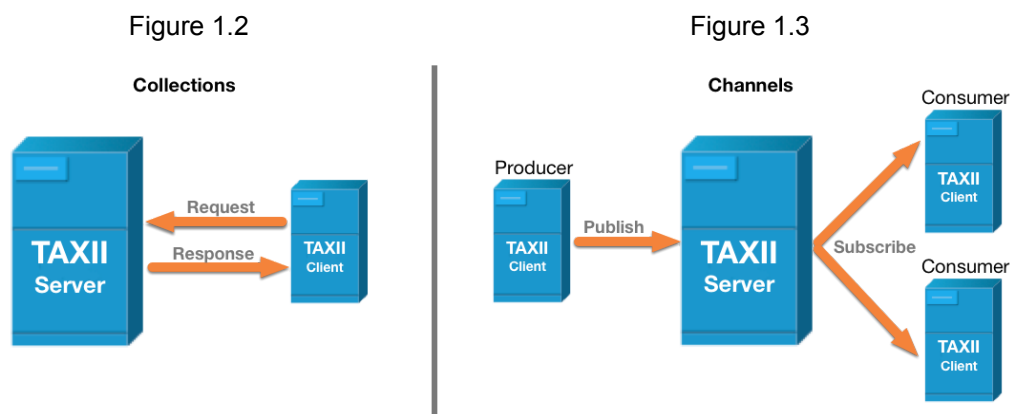 Figure 1.2
Collections
TAXII
Server
Request
Response
TAXII
Client
Figure 1.3
Channels
Producer
TAXII
Client
Publish
TAXII
Server
Subscribe
Consumer
TAXII
Client
Consumer
TAXII
Client